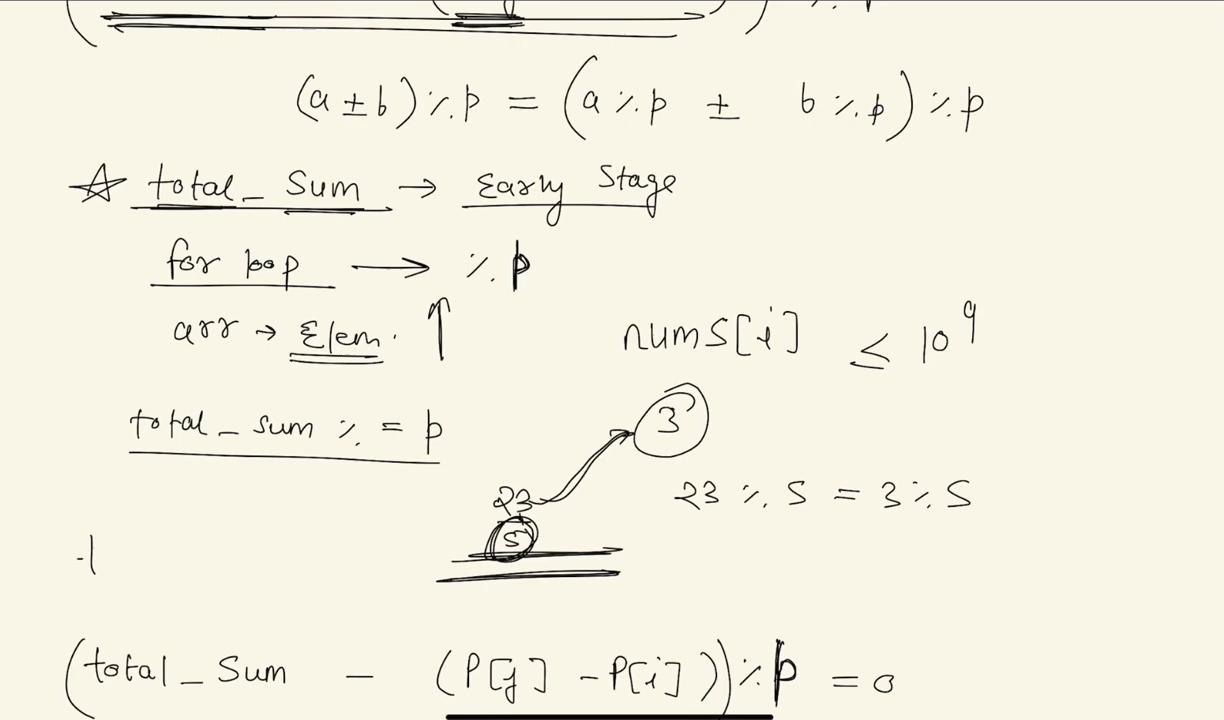 (a ± b) % p = (a % p ± b % p) % p
☆ total_Sum → Early Stage
for loop → % p
arr → Elem. ↑ nums[i] ≤ 10^9
total_sum % = p 3
23 23 % 5 = 3 % 5
5
(total_Sum - (P[j] - P[i])) % p = 0